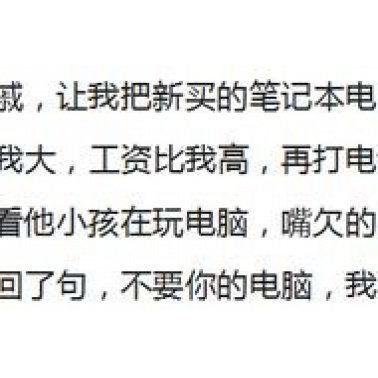 戚，让我把新买的笔记本电
我大，工资比我高，再打电
看他小孩在玩电脑，嘴欠的
回了句，不要你的电脑，我